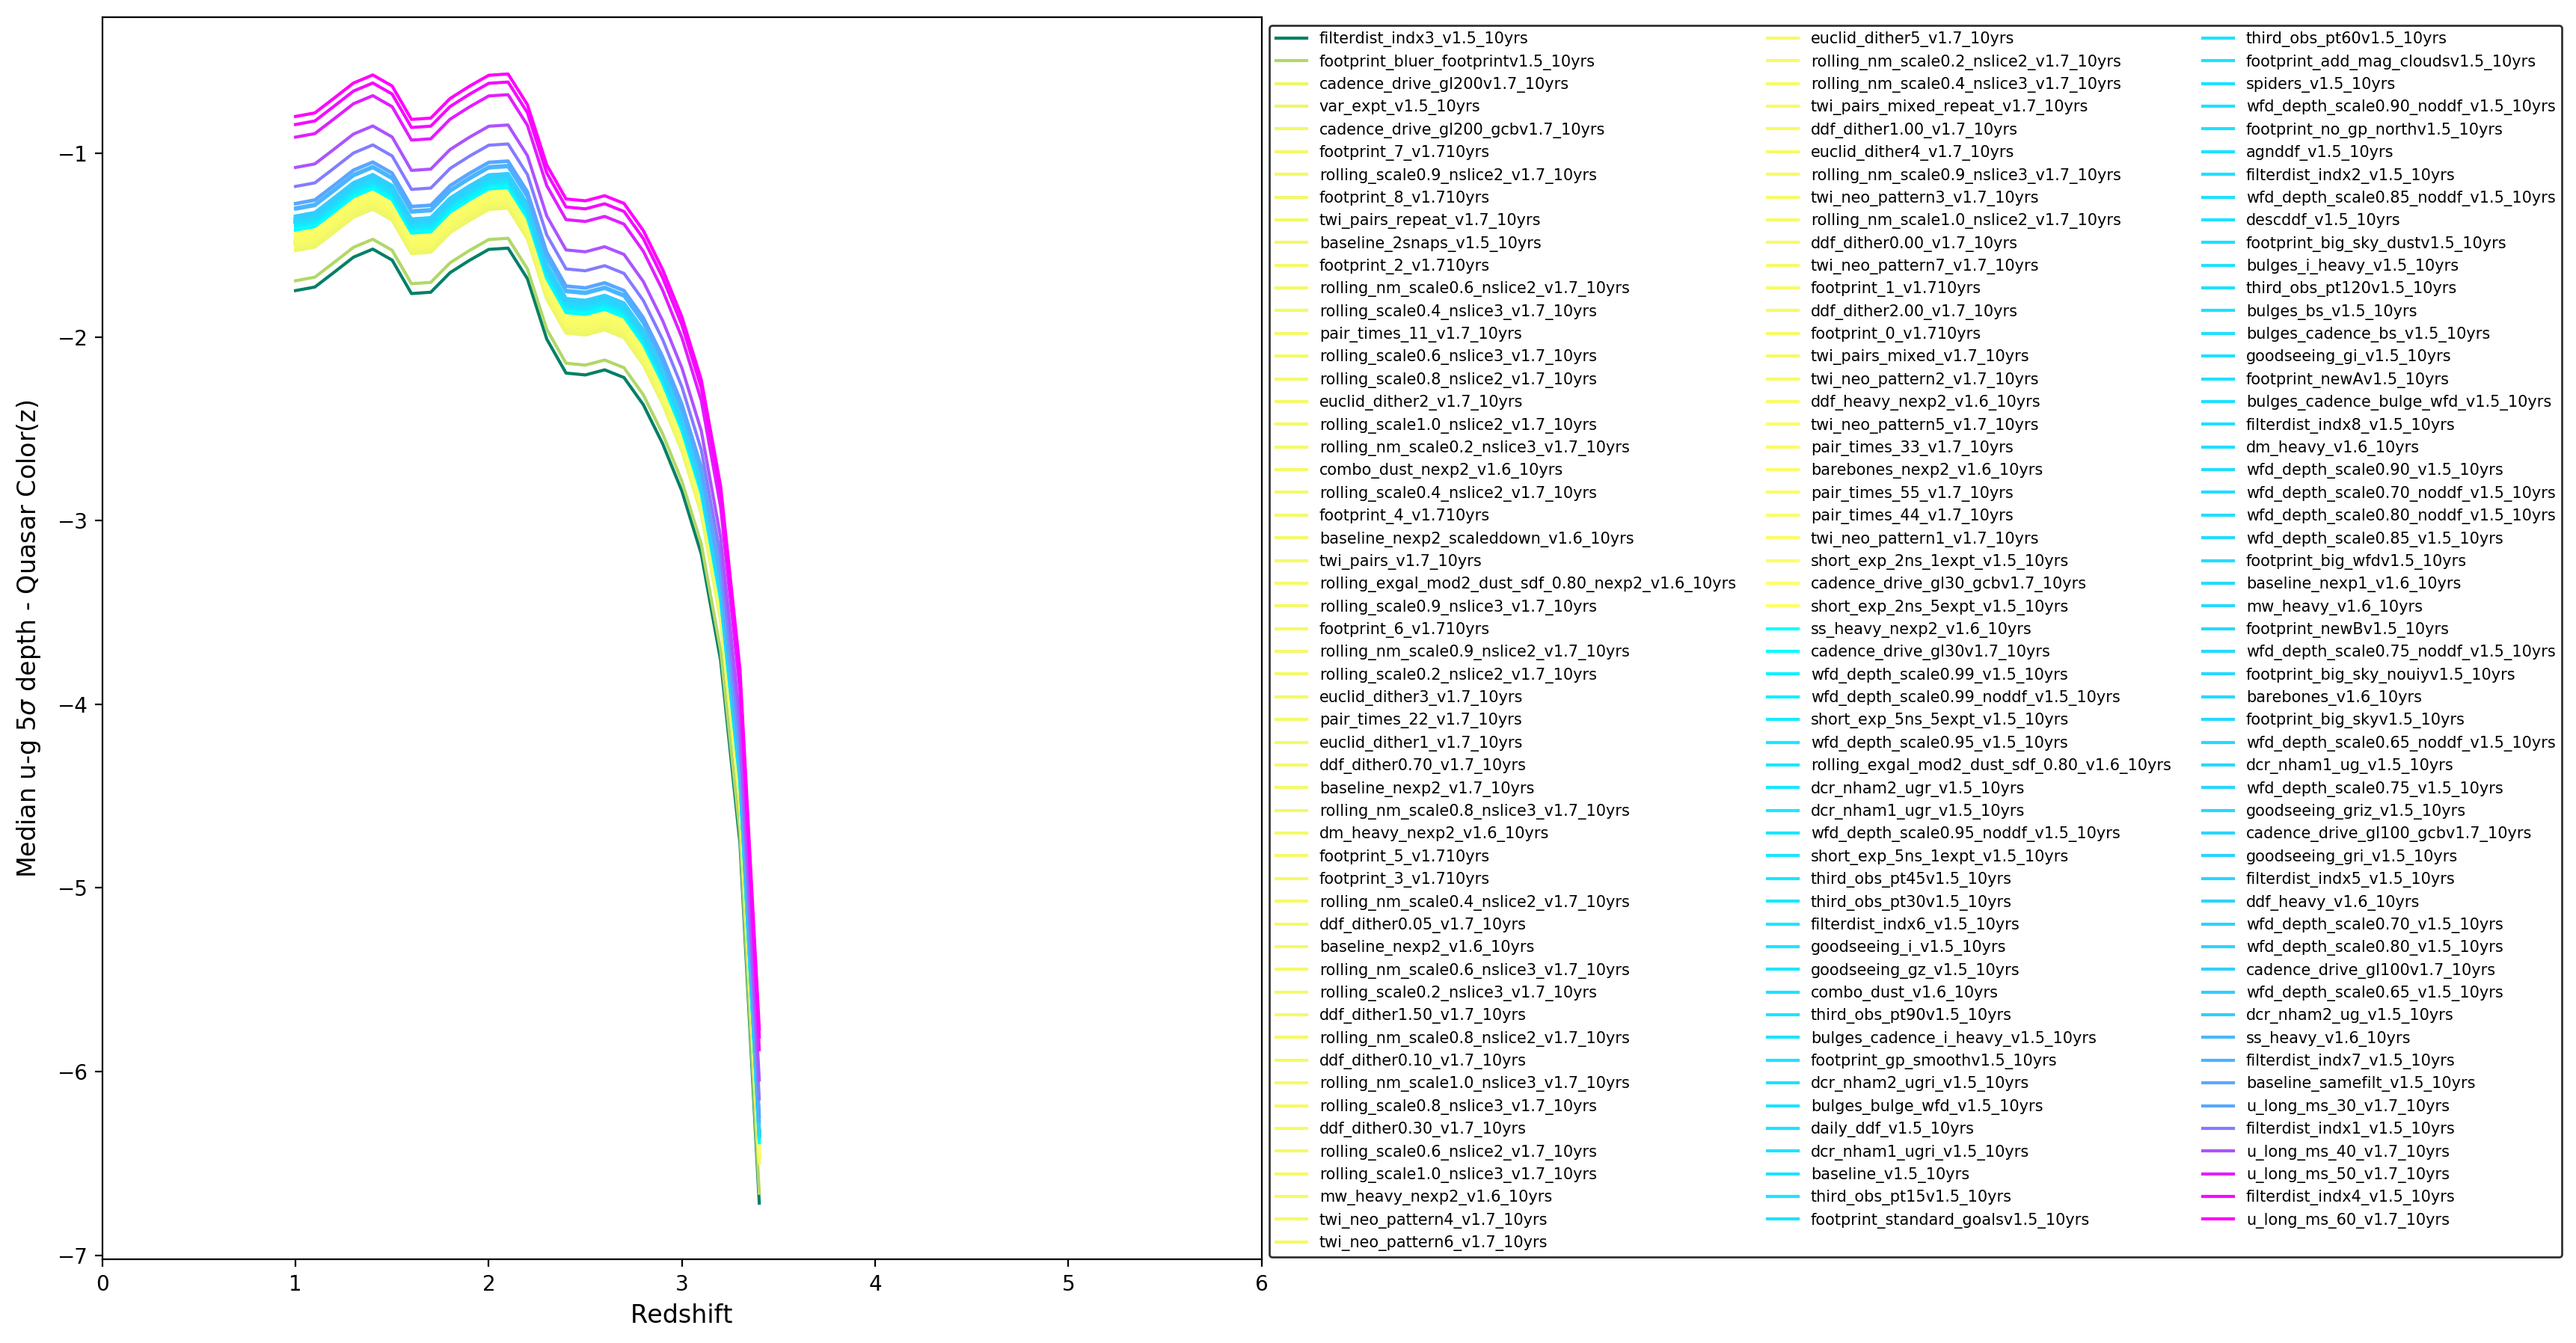 −1
−2
−3
−4
−5
−6
−7
Median u-g 5σ depth - Quasar Color(z)
0
1
2
3
4
5
6
Redshift
filterdist_indx3_v1.5_10yrs
footprint_bluer_footprintv1.5_10yrs
cadence_drive_gl200v1.7_10yrs
var_expt_v1.5_10yrs
cadence_drive_gl200_gcbv1.7_10yrs
footprint_7_v1.710yrs
rolling_scale0.9_nslice2_v1.7_10yrs
footprint_8_v1.710yrs
twi_pairs_repeat_v1.7_10yrs
baseline_2snaps_v1.5_10yrs
footprint_2_v1.710yrs
rolling_nm_scale0.6_nslice2_v1.7_10yrs
rolling_scale0.4_nslice3_v1.7_10yrs
pair_times_11_v1.7_10yrs
rolling_scale0.6_nslice3_v1.7_10yrs
rolling_scale0.8_nslice2_v1.7_10yrs
euclid_dither2_v1.7_10yrs
rolling_scale1.0_nslice2_v1.7_10yrs
rolling_nm_scale0.2_nslice3_v1.7_10yrs
combo_dust_nexp2_v1.6_10yrs
rolling_scale0.4_nslice2_v1.7_10yrs
footprint_4_v1.710yrs
baseline_nexp2_scaleddown_v1.6_10yrs
twi_pairs_v1.7_10yrs
rolling_exgal_mod2_dust_sdf_0.80_nexp2_v1.6_10yrs
rolling_scale0.9_nslice3_v1.7_10yrs
footprint_6_v1.710yrs
rolling_nm_scale0.9_nslice2_v1.7_10yrs
rolling_scale0.2_nslice2_v1.7_10yrs
euclid_dither3_v1.7_10yrs
pair_times_22_v1.7_10yrs
euclid_dither1_v1.7_10yrs
ddf_dither0.70_v1.7_10yrs
baseline_nexp2_v1.7_10yrs
rolling_nm_scale0.8_nslice3_v1.7_10yrs
dm_heavy_nexp2_v1.6_10yrs
footprint_5_v1.710yrs
footprint_3_v1.710yrs
rolling_nm_scale0.4_nslice2_v1.7_10yrs
ddf_dither0.05_v1.7_10yrs
baseline_nexp2_v1.6_10yrs
rolling_nm_scale0.6_nslice3_v1.7_10yrs
rolling_scale0.2_nslice3_v1.7_10yrs
ddf_dither1.50_v1.7_10yrs
rolling_nm_scale0.8_nslice2_v1.7_10yrs
ddf_dither0.10_v1.7_10yrs
rolling_nm_scale1.0_nslice3_v1.7_10yrs
rolling_scale0.8_nslice3_v1.7_10yrs
ddf_dither0.30_v1.7_10yrs
rolling_scale0.6_nslice2_v1.7_10yrs
rolling_scale1.0_nslice3_v1.7_10yrs
mw_heavy_nexp2_v1.6_10yrs
twi_neo_pattern4_v1.7_10yrs
twi_neo_pattern6_v1.7_10yrs
euclid_dither5_v1.7_10yrs
rolling_nm_scale0.2_nslice2_v1.7_10yrs
rolling_nm_scale0.4_nslice3_v1.7_10yrs
twi_pairs_mixed_repeat_v1.7_10yrs
ddf_dither1.00_v1.7_10yrs
euclid_dither4_v1.7_10yrs
rolling_nm_scale0.9_nslice3_v1.7_10yrs
twi_neo_pattern3_v1.7_10yrs
rolling_nm_scale1.0_nslice2_v1.7_10yrs
ddf_dither0.00_v1.7_10yrs
twi_neo_pattern7_v1.7_10yrs
footprint_1_v1.710yrs
ddf_dither2.00_v1.7_10yrs
footprint_0_v1.710yrs
twi_pairs_mixed_v1.7_10yrs
twi_neo_pattern2_v1.7_10yrs
ddf_heavy_nexp2_v1.6_10yrs
twi_neo_pattern5_v1.7_10yrs
pair_times_33_v1.7_10yrs
barebones_nexp2_v1.6_10yrs
pair_times_55_v1.7_10yrs
pair_times_44_v1.7_10yrs
twi_neo_pattern1_v1.7_10yrs
short_exp_2ns_1expt_v1.5_10yrs
cadence_drive_gl30_gcbv1.7_10yrs
short_exp_2ns_5expt_v1.5_10yrs
ss_heavy_nexp2_v1.6_10yrs
cadence_drive_gl30v1.7_10yrs
wfd_depth_scale0.99_v1.5_10yrs
wfd_depth_scale0.99_noddf_v1.5_10yrs
short_exp_5ns_5expt_v1.5_10yrs
wfd_depth_scale0.95_v1.5_10yrs
rolling_exgal_mod2_dust_sdf_0.80_v1.6_10yrs
dcr_nham2_ugr_v1.5_10yrs
dcr_nham1_ugr_v1.5_10yrs
wfd_depth_scale0.95_noddf_v1.5_10yrs
short_exp_5ns_1expt_v1.5_10yrs
third_obs_pt45v1.5_10yrs
third_obs_pt30v1.5_10yrs
filterdist_indx6_v1.5_10yrs
goodseeing_i_v1.5_10yrs
goodseeing_gz_v1.5_10yrs
combo_dust_v1.6_10yrs
third_obs_pt90v1.5_10yrs
bulges_cadence_i_heavy_v1.5_10yrs
footprint_gp_smoothv1.5_10yrs
dcr_nham2_ugri_v1.5_10yrs
bulges_bulge_wfd_v1.5_10yrs
daily_ddf_v1.5_10yrs
dcr_nham1_ugri_v1.5_10yrs
baseline_v1.5_10yrs
third_obs_pt15v1.5_10yrs
footprint_standard_goalsv1.5_10yrs
third_obs_pt60v1.5_10yrs
footprint_add_mag_cloudsv1.5_10yrs
spiders_v1.5_10yrs
wfd_depth_scale0.90_noddf_v1.5_10yrs
footprint_no_gp_northv1.5_10yrs
agnddf_v1.5_10yrs
filterdist_indx2_v1.5_10yrs
wfd_depth_scale0.85_noddf_v1.5_10yrs
descddf_v1.5_10yrs
footprint_big_sky_dustv1.5_10yrs
bulges_i_heavy_v1.5_10yrs
third_obs_pt120v1.5_10yrs
bulges_bs_v1.5_10yrs
bulges_cadence_bs_v1.5_10yrs
goodseeing_gi_v1.5_10yrs
footprint_newAv1.5_10yrs
bulges_cadence_bulge_wfd_v1.5_10yrs
filterdist_indx8_v1.5_10yrs
dm_heavy_v1.6_10yrs
wfd_depth_scale0.90_v1.5_10yrs
wfd_depth_scale0.70_noddf_v1.5_10yrs
wfd_depth_scale0.80_noddf_v1.5_10yrs
wfd_depth_scale0.85_v1.5_10yrs
footprint_big_wfdv1.5_10yrs
baseline_nexp1_v1.6_10yrs
mw_heavy_v1.6_10yrs
footprint_newBv1.5_10yrs
wfd_depth_scale0.75_noddf_v1.5_10yrs
footprint_big_sky_nouiyv1.5_10yrs
barebones_v1.6_10yrs
footprint_big_skyv1.5_10yrs
wfd_depth_scale0.65_noddf_v1.5_10yrs
dcr_nham1_ug_v1.5_10yrs
wfd_depth_scale0.75_v1.5_10yrs
goodseeing_griz_v1.5_10yrs
cadence_drive_gl100_gcbv1.7_10yrs
goodseeing_gri_v1.5_10yrs
filterdist_indx5_v1.5_10yrs
ddf_heavy_v1.6_10yrs
wfd_depth_scale0.70_v1.5_10yrs
wfd_depth_scale0.80_v1.5_10yrs
cadence_drive_gl100v1.7_10yrs
wfd_depth_scale0.65_v1.5_10yrs
dcr_nham2_ug_v1.5_10yrs
ss_heavy_v1.6_10yrs
filterdist_indx7_v1.5_10yrs
baseline_samefilt_v1.5_10yrs
u_long_ms_30_v1.7_10yrs
filterdist_indx1_v1.5_10yrs
u_long_ms_40_v1.7_10yrs
u_long_ms_50_v1.7_10yrs
filterdist_indx4_v1.5_10yrs
u_long_ms_60_v1.7_10yrs